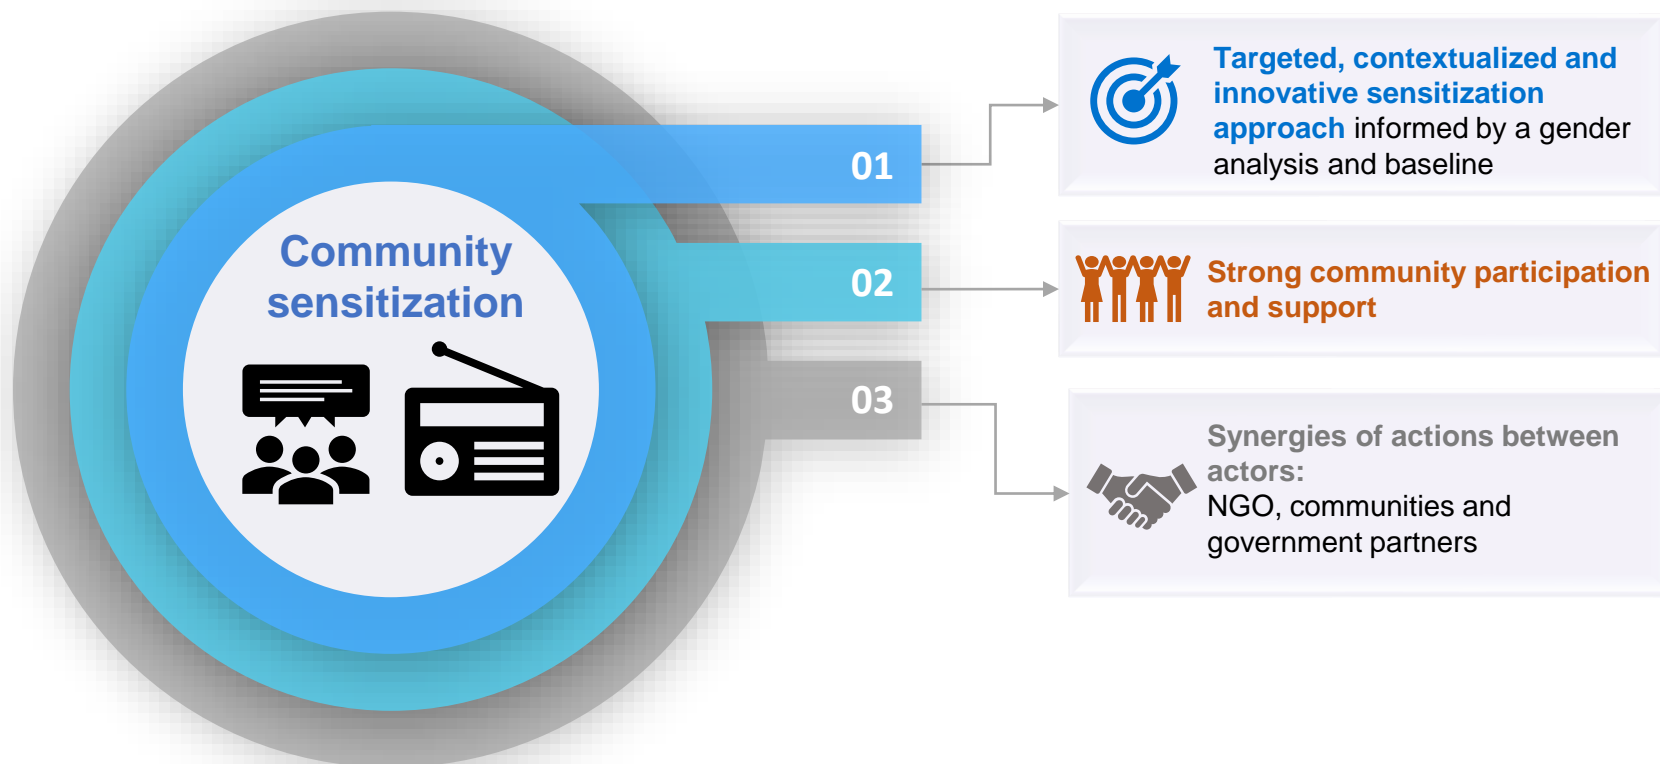 Community
sensitization
01
Targeted, contextualized and
innovative sensitization
approach informed by a gender
analysis and baseline
02
Strong community participation
and support
03
Synergies of actions between
actors:
NGO, communities and
government partners